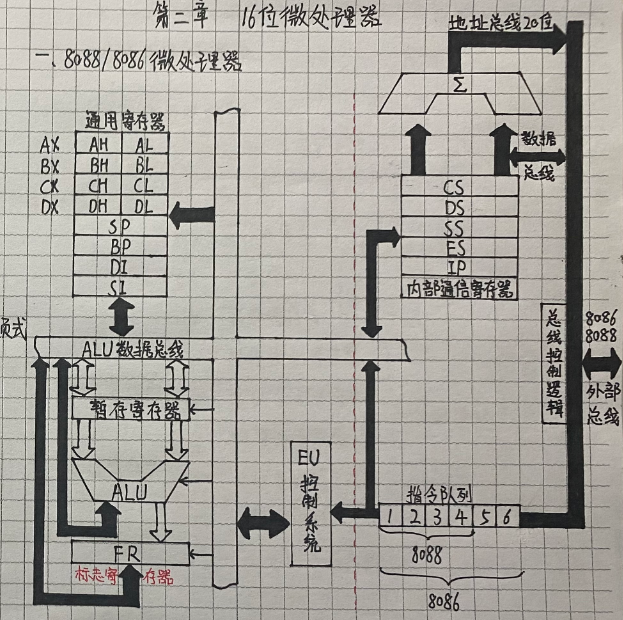 第二章 16位微处理器
一、8088/8086微处理器
地址总线20位
Σ
数据
总线
通用寄存器
AX AH AL
BX BH BL
CX CH CL
DX DH DL
SP
BP
DI
SI
CS
DS
SS
ES
IP
内部通信寄存器
ALU数据总线
暂存寄存器
ALU
FR
标志寄存器
EU
控制系统
指令队列
1 2 3 4 5 6
8088
8086
总线控制逻辑
8086
8088
外部
总线